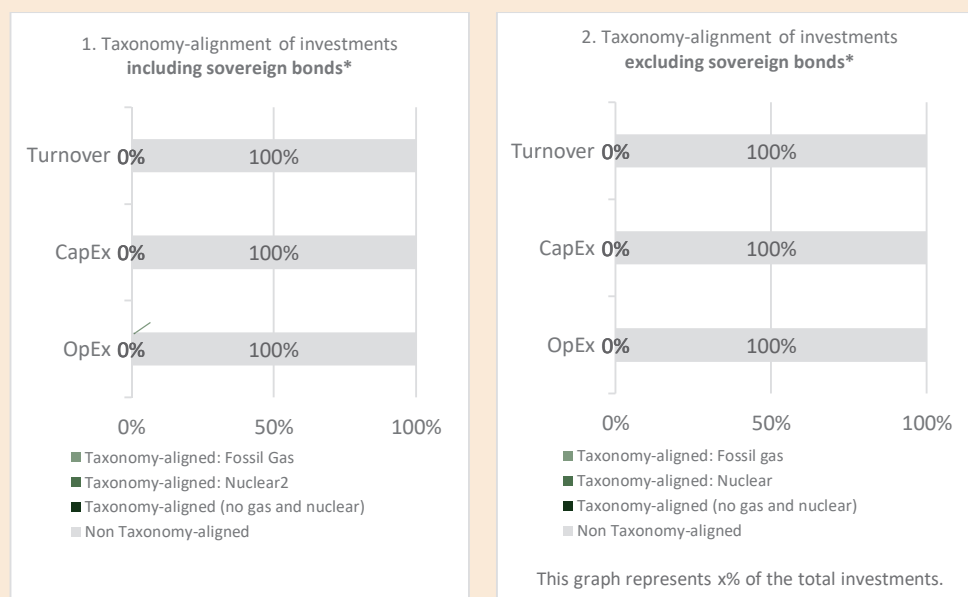 1. Taxonomy-alignment of investments
including sovereign bonds*
Turnover 0% 100%
CapEx 0% 100%
OpEx 0% 100%
0% 50% 100%
Taxonomy-aligned: Fossil Gas
Taxonomy-aligned: Nuclear2
Taxonomy-aligned (no gas and nuclear)
Non Taxonomy-aligned
2. Taxonomy-alignment of investments
excluding sovereign bonds*
Turnover 0% 100%
CapEx 0% 100%
OpEx 0% 100%
0% 50% 100%
Taxonomy-aligned: Fossil gas
Taxonomy-aligned: Nuclear
Taxonomy-aligned (no gas and nuclear)
Non Taxonomy-aligned
This graph represents x% of the total investments.